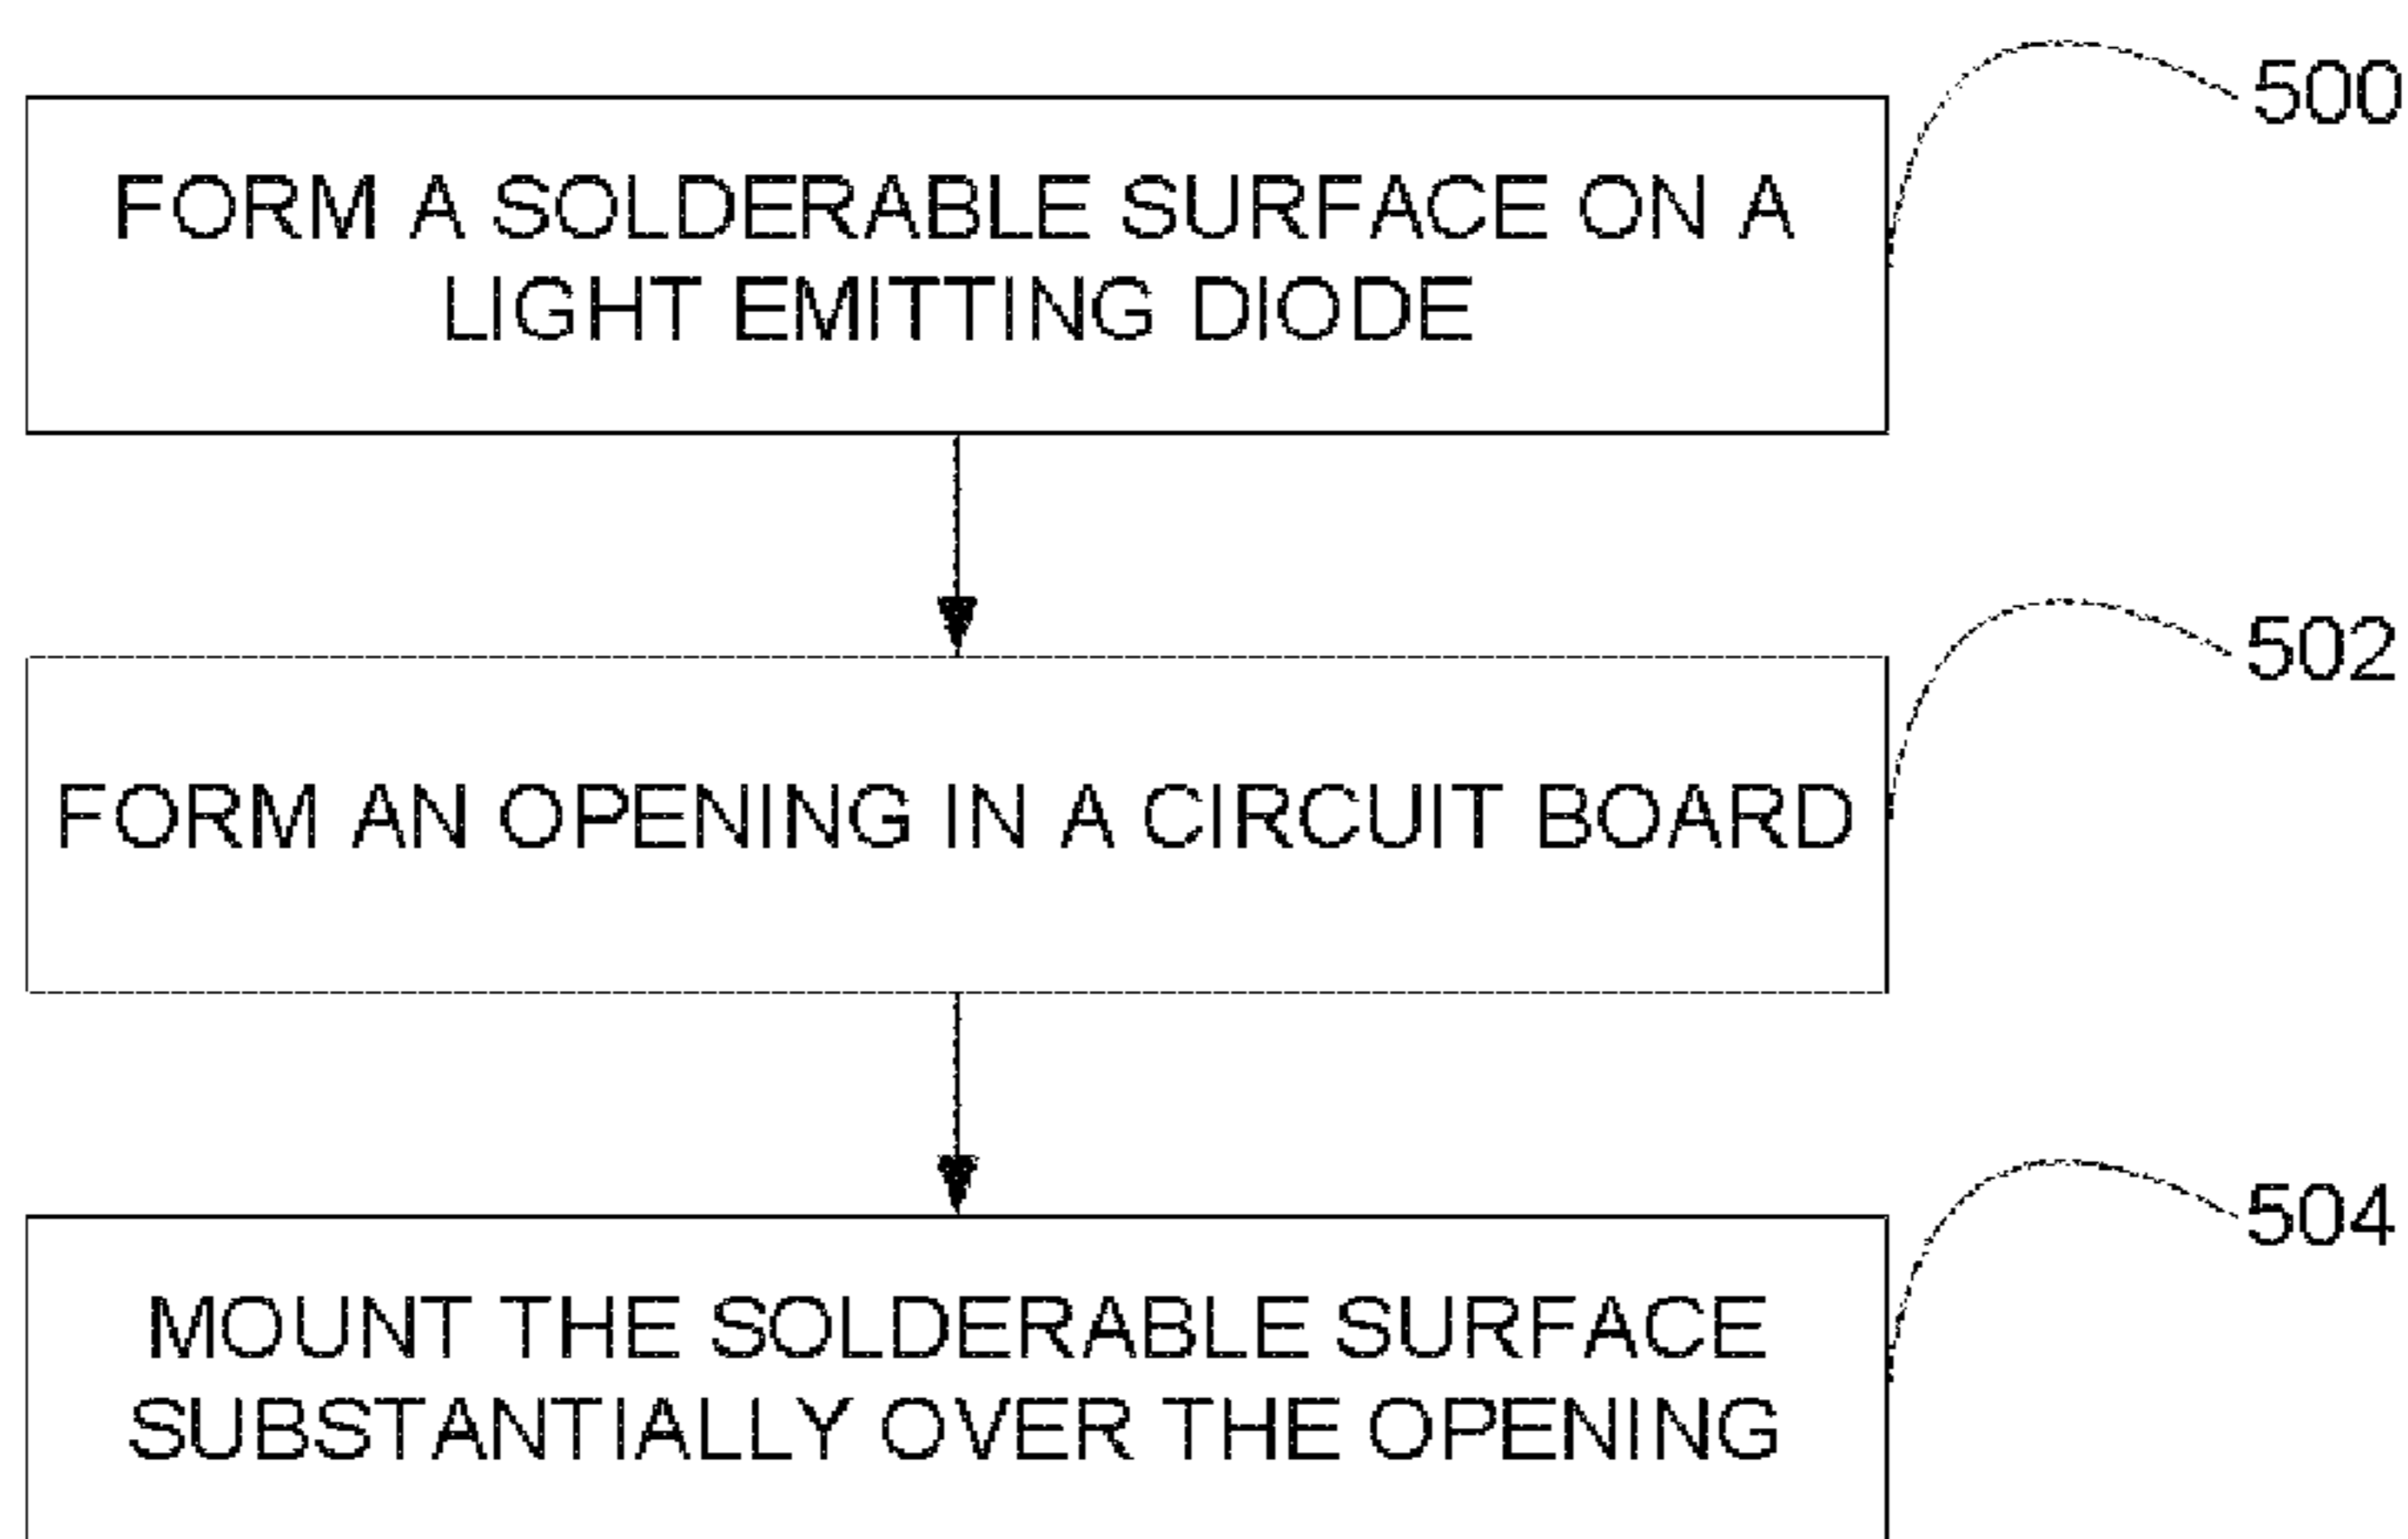 500
FORM A SOLDERABLE SURFACE ON A
LIGHT EMITTING DIODE
502
FORM AN OPENING IN A CIRCUIT BOARD
504
MOUNT THE SOLDERABLE SURFACE
SUBSTANTIALLY OVER THE OPENING